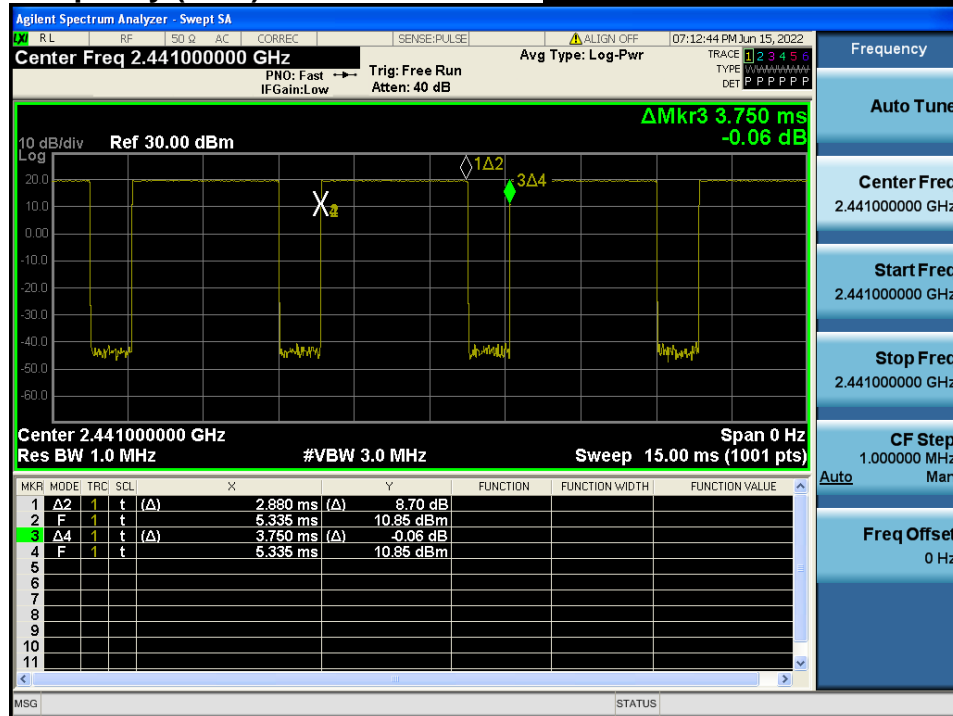 Agilent Spectrum Analyzer - Swept SA
RL RF 50 Ω AC CORREC SENSE:PULSE ALIGN OFF 07:12:44 PM Jun 15, 2022
Center Freq 2.441000000 GHz
PNO: Fast
IFGain:Low
Trig: Free Run
Atten: 40 dB
Avg Type: Log-Pwr
TRACE 1 2 3 4 5 6
TYPE
DET P P P P P P
ΔMkr3 3.750 ms
-0.06 dB
10 dB/div Ref 30.00 dBm
Log
20.0
10.0
0.00
-10.0
-20.0
-30.0
-40.0
-50.0
-60.0
1Δ2
3Δ4
Center 2.441000000 GHz Span 0 Hz
Res BW 1.0 MHz #VBW 3.0 MHz Sweep 15.00 ms (1001 pts)
MKR MODE TRC SCL X Y FUNCTION FUNCTION WIDTH FUNCTION VALUE
1 Δ2 1 t (Δ) 2.880 ms (Δ) 8.70 dB
2 F 1 t 5.335 ms 10.85 dBm
3 Δ4 1 t (Δ) 3.750 ms (Δ) -0.06 dB
4 F 1 t 5.335 ms 10.85 dBm
5
6
7
8
9
10
11
MSG STATUS
Frequency
Auto Tune
Center Freq
2.441000000 GHz
Start Freq
2.441000000 GHz
Stop Freq
2.441000000 GHz
CF Step
1.000000 MHz
Auto Man
Freq Offset
0 Hz